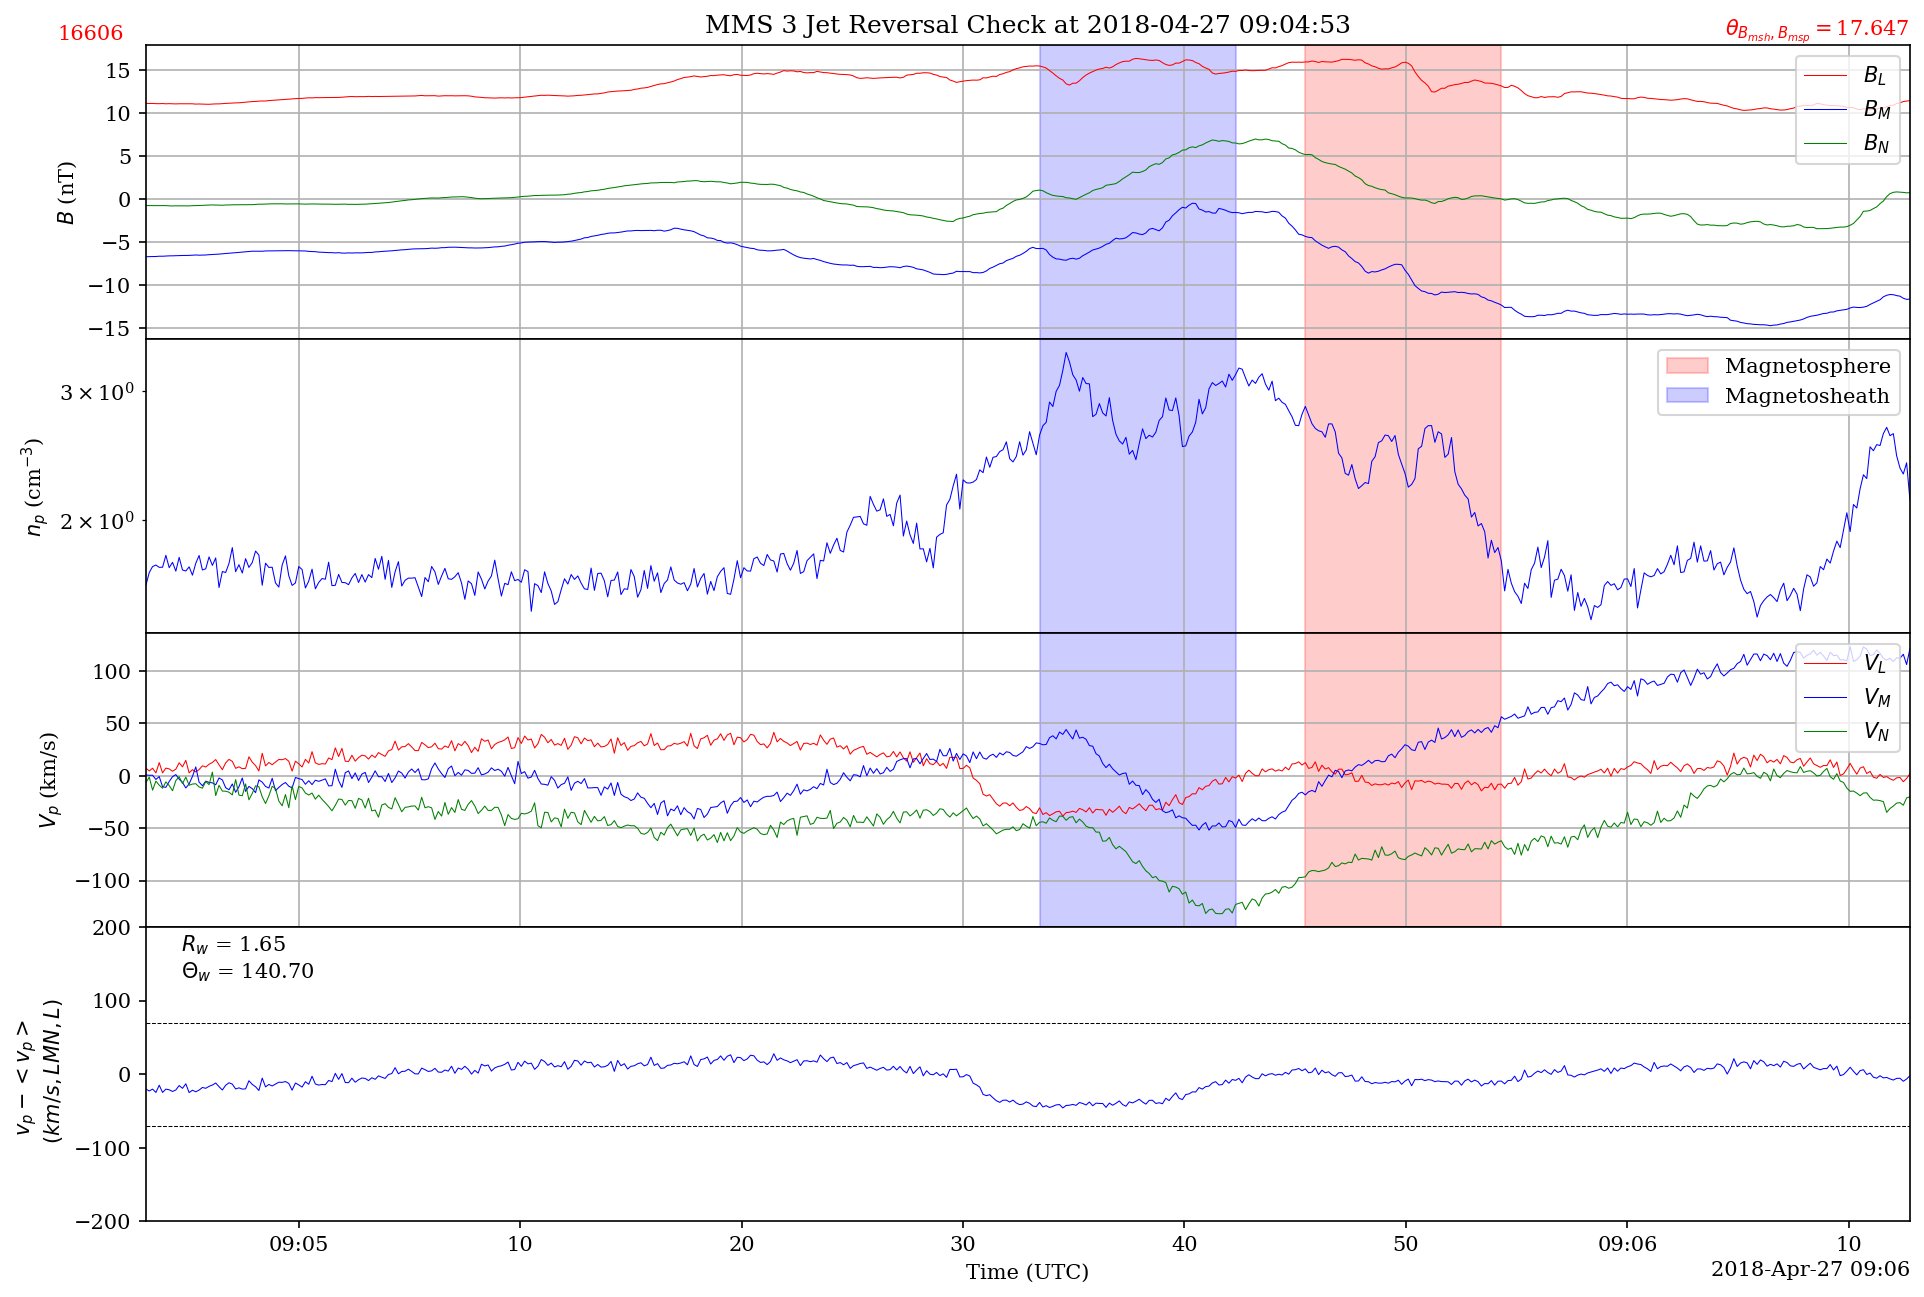 MMS 3 Jet Reversal Check at 2018-04-27 09:04:53
16606
θ_{B_{msh}, B_{msp}} = 17.647
15
10
5
0
−5
−10
−15
B (nT)
B_L
B_M
B_N
3 × 10^0
2 × 10^0
n_p (cm^{−3})
Magnetosphere
Magnetosheath
100
50
0
−50
−100
V_p (km/s)
V_L
V_M
V_N
200
100
0
−100
−200
v_p − < v_p >
(km/s, LMN, L)
R_w = 1.65
Θ_w = 140.70
09:05 10 20 30 40 50 09:06 10
Time (UTC)
2018-Apr-27 09:06